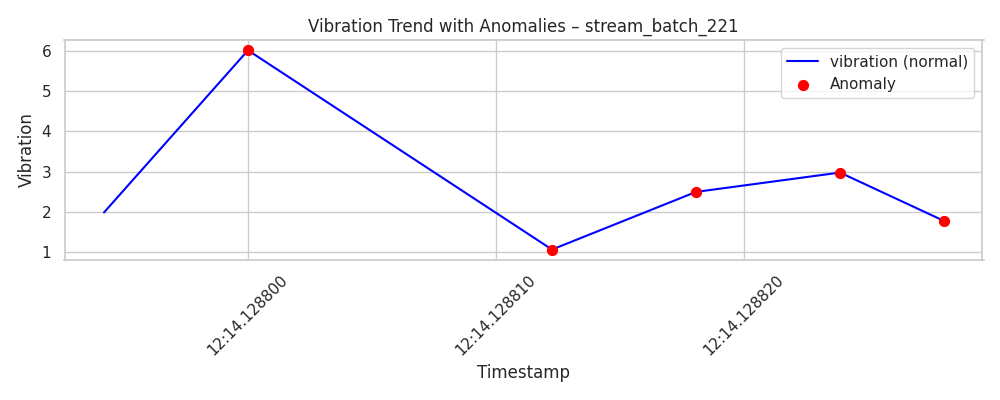 Vibration Trend with Anomalies – stream_batch_221
vibration (normal)
Anomaly
Vibration
6
5
4
3
2
1
12:14.128800
12:14.128810
12:14.128820
Timestamp